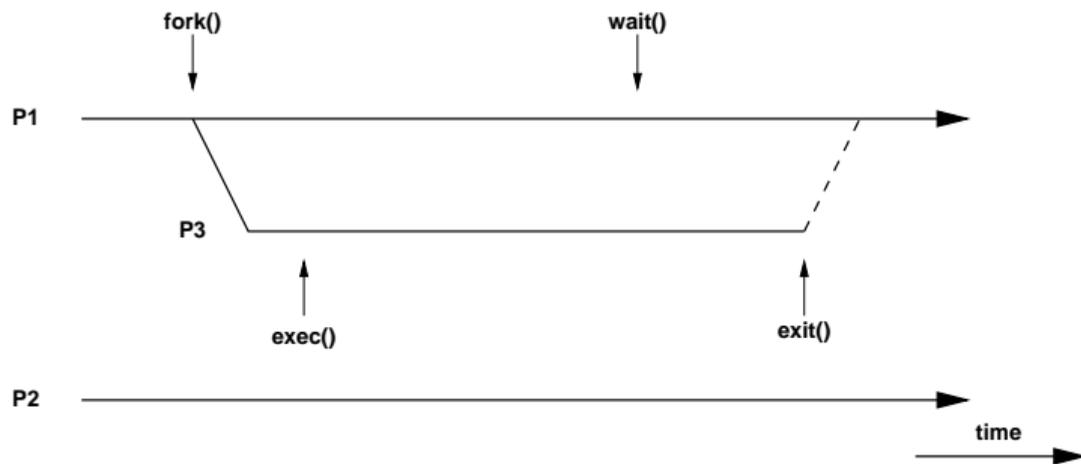 fork()
wait()
P1
P3
exec()
exit()
P2
time